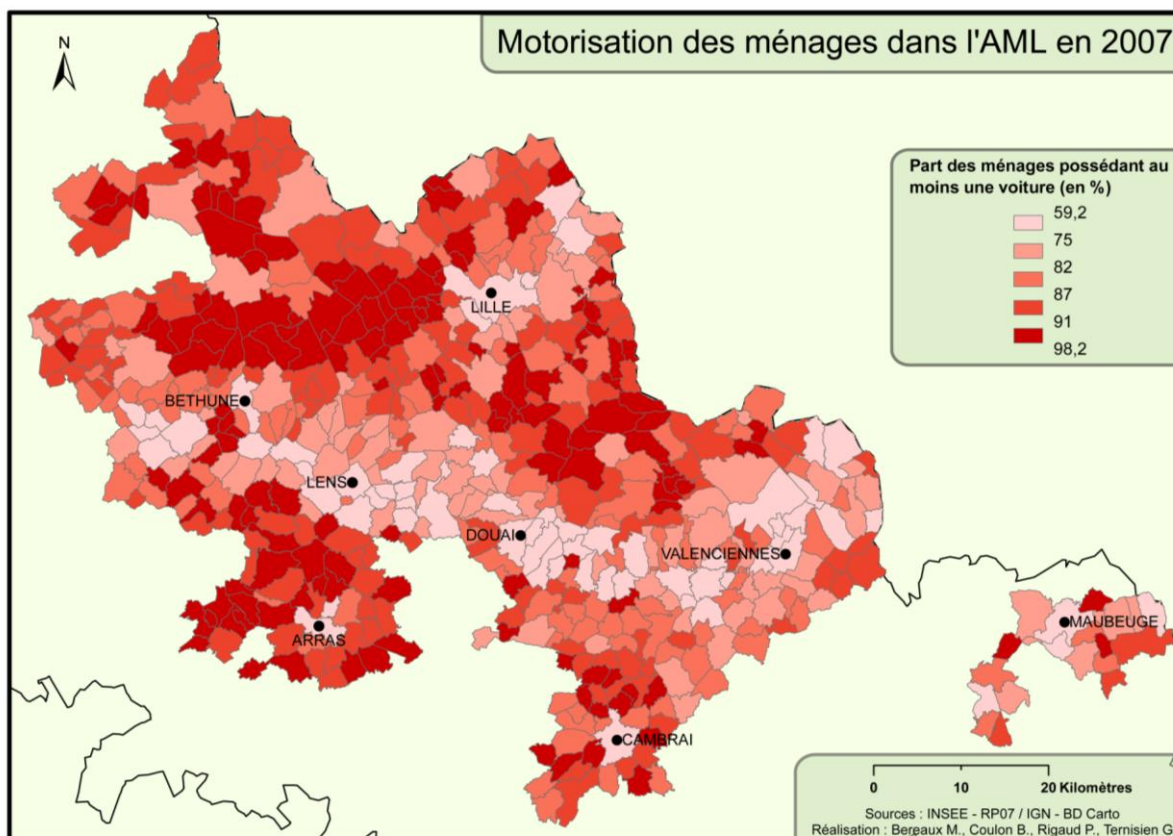 Motorisation des ménages dans l'AML en 2007
N
Part des ménages possédant au
moins une voiture (en %)
59,2
75
82
87
91
98,2
LILLE
BETHUNE
LENS
DOUAI
VALENCIENNES
MAUBEUGE
ARRAS
CAMBRAI
0 10 20 Kilomètres
Sources : INSEE - RP07 / IGN - BD Carto
Réalisation : Bergaux M., Coulon B., Rigaud P., Ternisien G